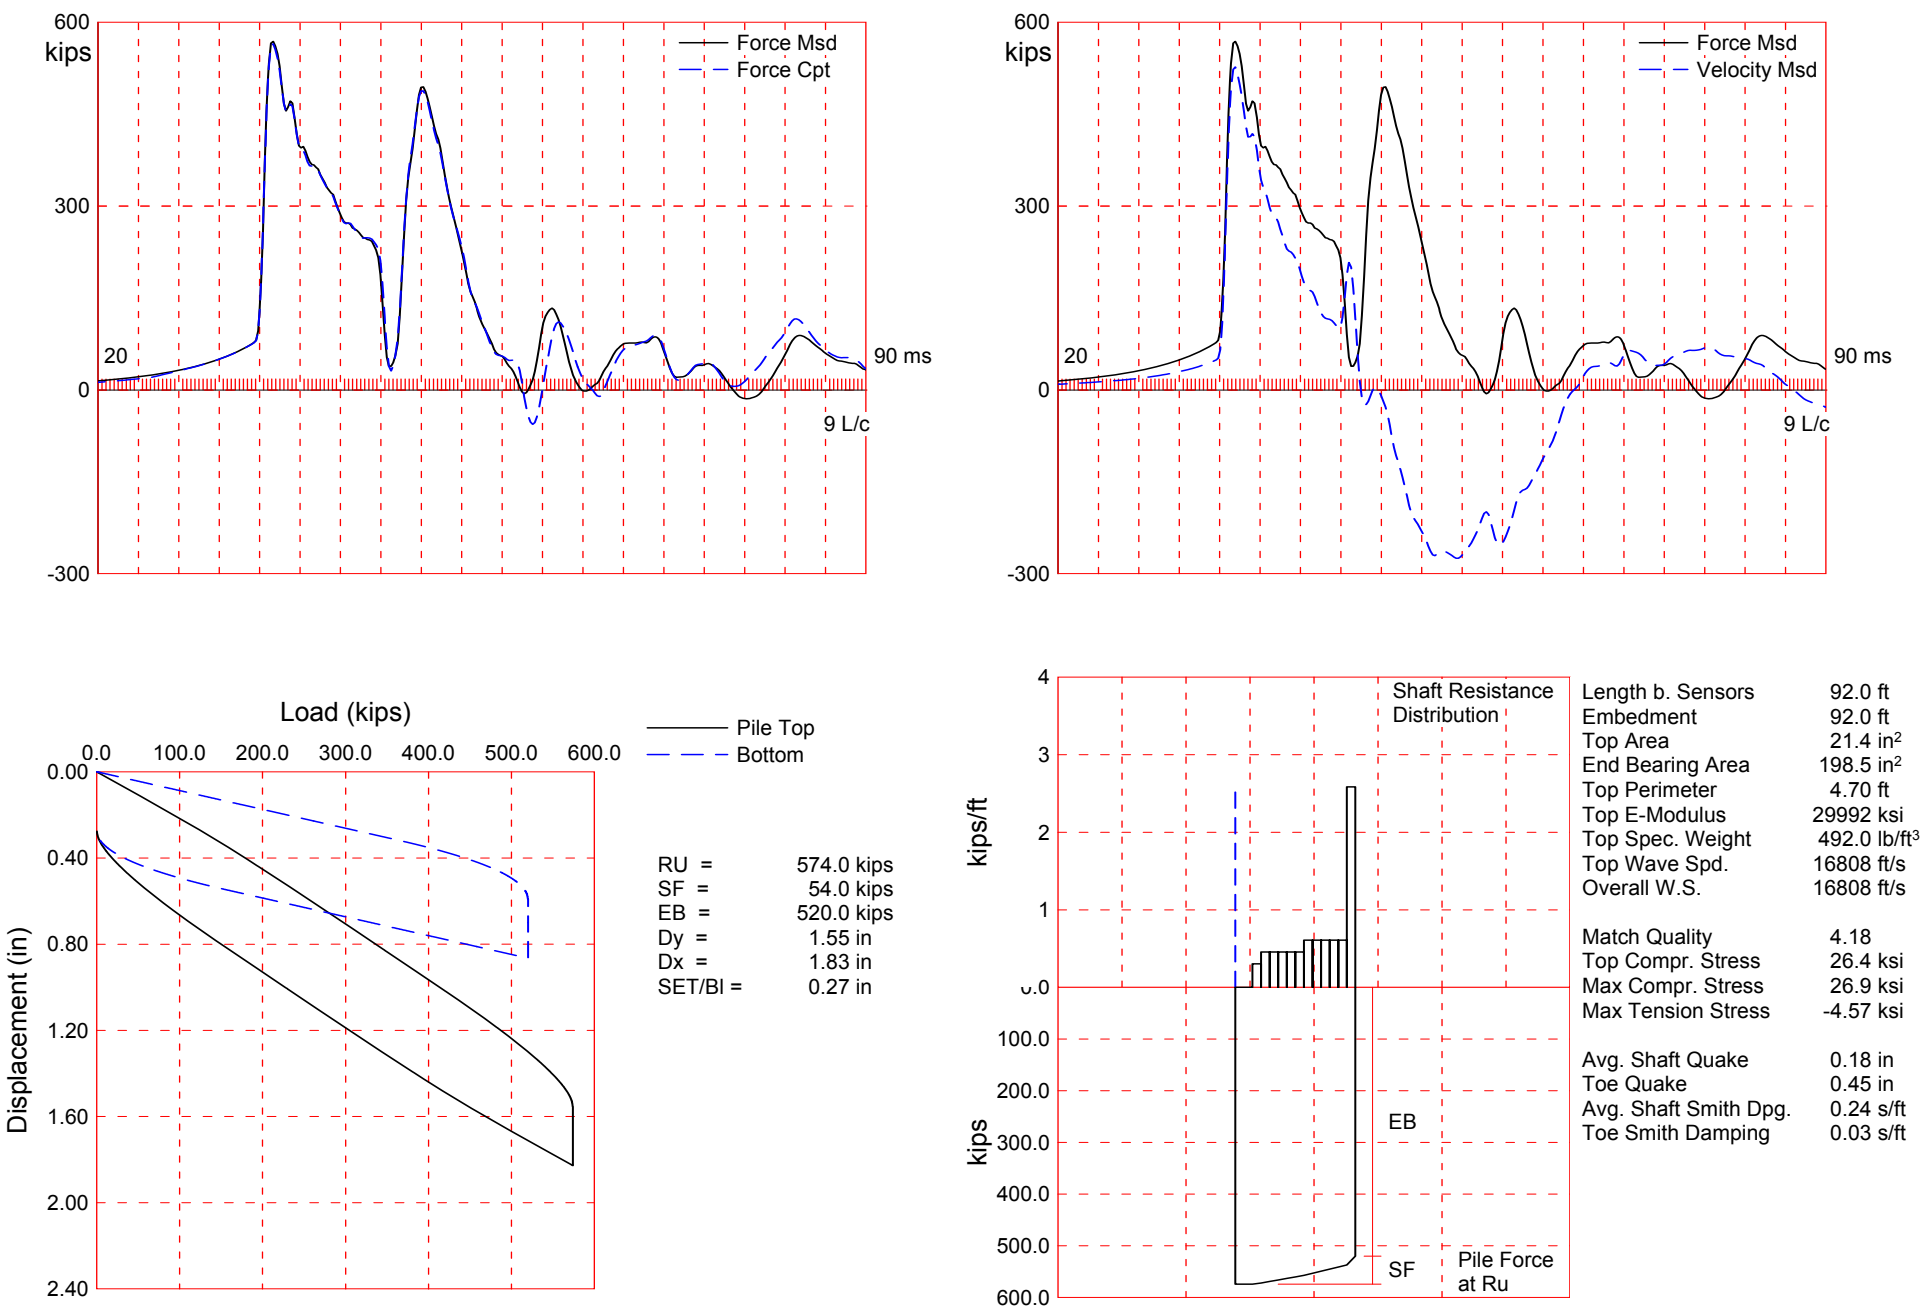 600
kips
300
0
-300
20
90 ms
9 L/c
Force Msd
Force Cpt
600
kips
300
0
-300
20
90 ms
9 L/c
Force Msd
Velocity Msd
Load (kips)
0.0 100.0 200.0 300.0 400.0 500.0 600.0
Displacement (in)
0.00
0.40
0.80
1.20
1.60
2.00
2.40
Pile Top
Bottom
RU = 574.0 kips
SF = 54.0 kips
EB = 520.0 kips
Dy = 1.55 in
Dx = 1.83 in
SET/Bl = 0.27 in
Shaft Resistance
Distribution
kips/ft
4
3
2
1
0.0
100.0
200.0
300.0
400.0
500.0
600.0
kips
EB
SF
Pile Force
at Ru
Length b. Sensors 92.0 ft
Embedment 92.0 ft
Top Area 21.4 in²
End Bearing Area 198.5 in²
Top Perimeter 4.70 ft
Top E-Modulus 29992 ksi
Top Spec. Weight 492.0 lb/ft³
Top Wave Spd. 16808 ft/s
Overall W.S. 16808 ft/s
Match Quality 4.18
Top Compr. Stress 26.4 ksi
Max Compr. Stress 26.9 ksi
Max Tension Stress -4.57 ksi
Avg. Shaft Quake 0.18 in
Toe Quake 0.45 in
Avg. Shaft Smith Dpg. 0.24 s/ft
Toe Smith Damping 0.03 s/ft